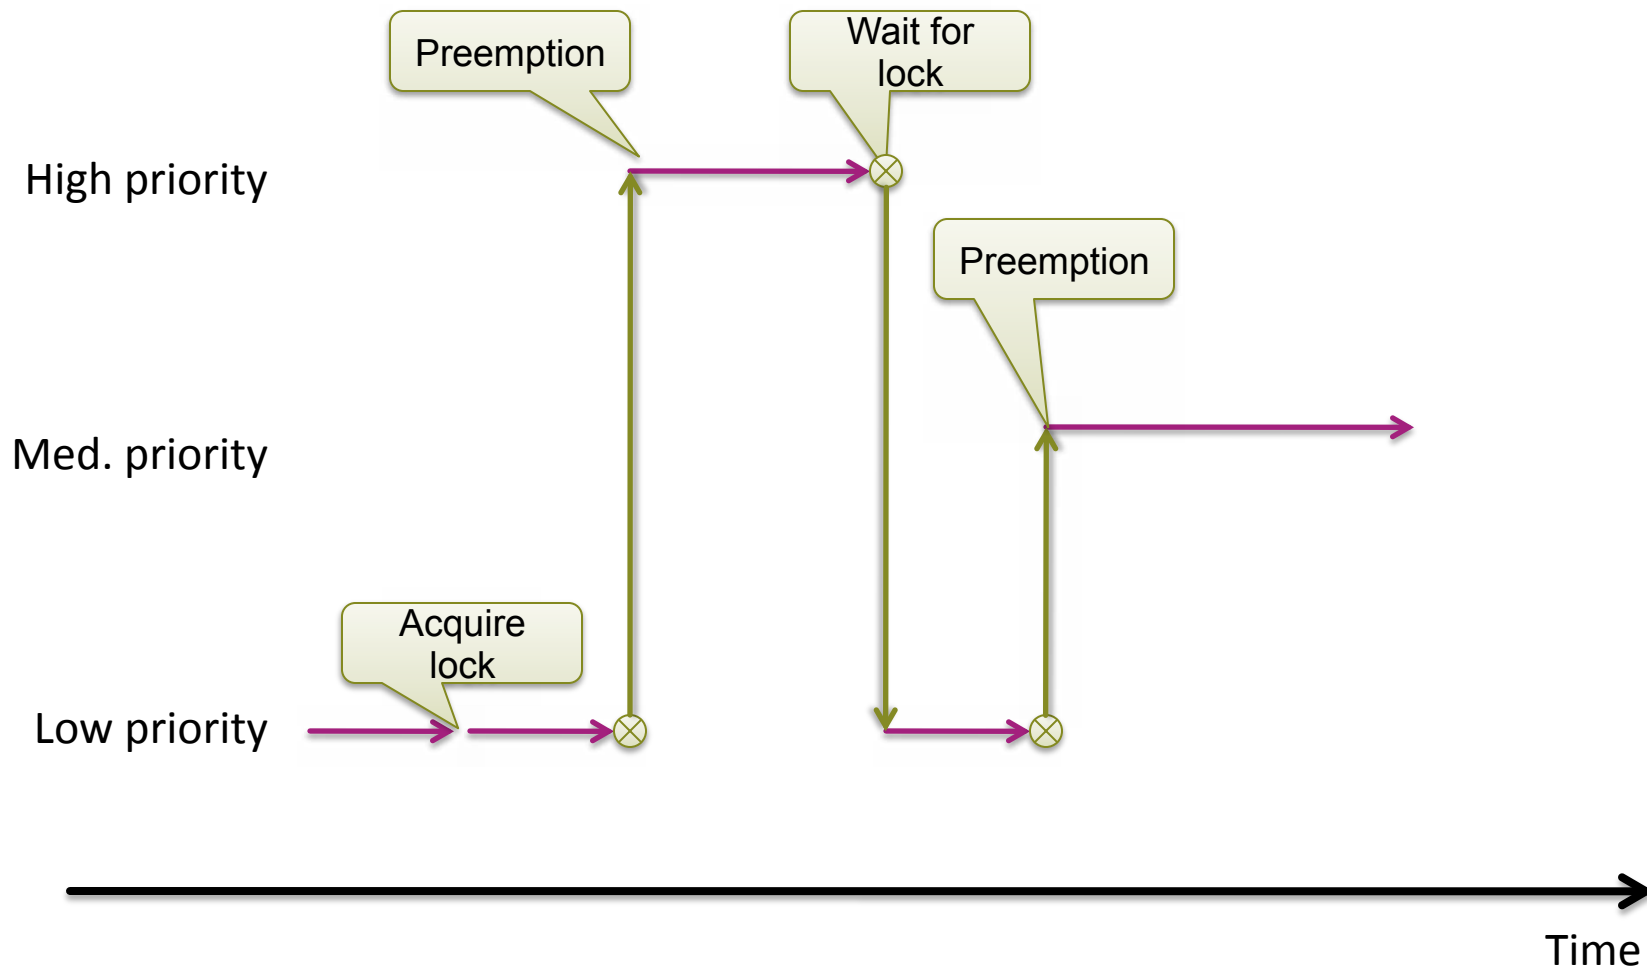 Preemption
Wait for
lock
High priority
Preemption
Med. priority
Acquire
lock
Low priority
Time